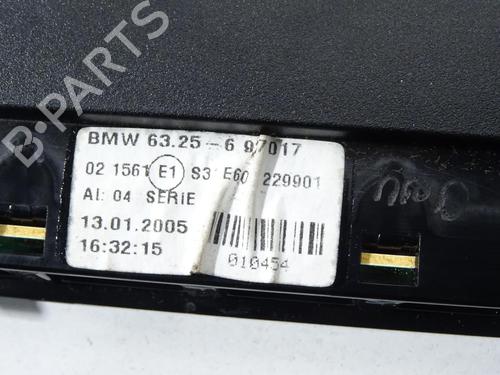 BMW 63.25-6 97017
02 1561 E1 S3 E60 229901
AI: 04 SERIE
13.01.2005
16:32:15
010454
B-PARTS